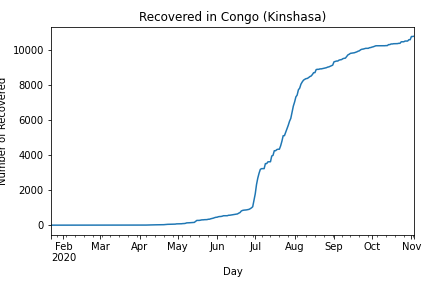 Recovered in Congo (Kinshasa)
Number of Recovered
10000
8000
6000
4000
2000
0
Feb Mar Apr May Jun Jul Aug Sep Oct Nov
2020
Day